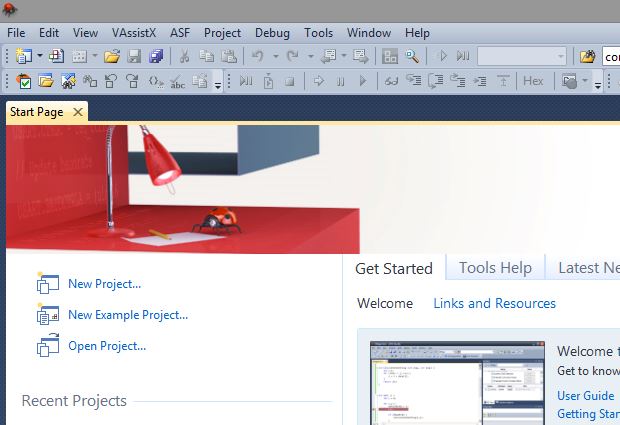 File Edit View VAssistX ASF Project Debug Tools Window Help
Hex
Start Page
// Update baudrate
New Project...
New Example Project...
Open Project...
Recent Projects
Get Started Tools Help Latest Ne
Welcome Links and Resources
Welcome t
Get to know
User Guide
Getting Star